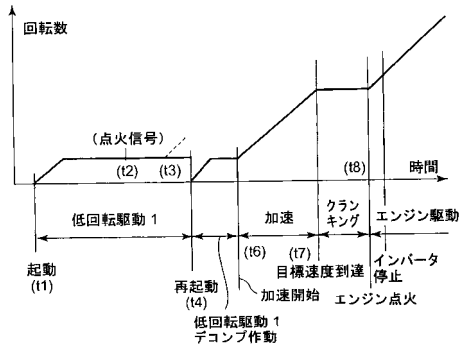 回転数
(点火信号)
(t2)
(t3)
(t8)
時間
低回転駆動 1
加速
クラン
キング
エンジン駆動
起動
(t1)
再起動
(t4)
(t6)
(t7)
目標速度到達
インバータ
停止
加速開始
エンジン点火
低回転駆動 1
デコンプ作動